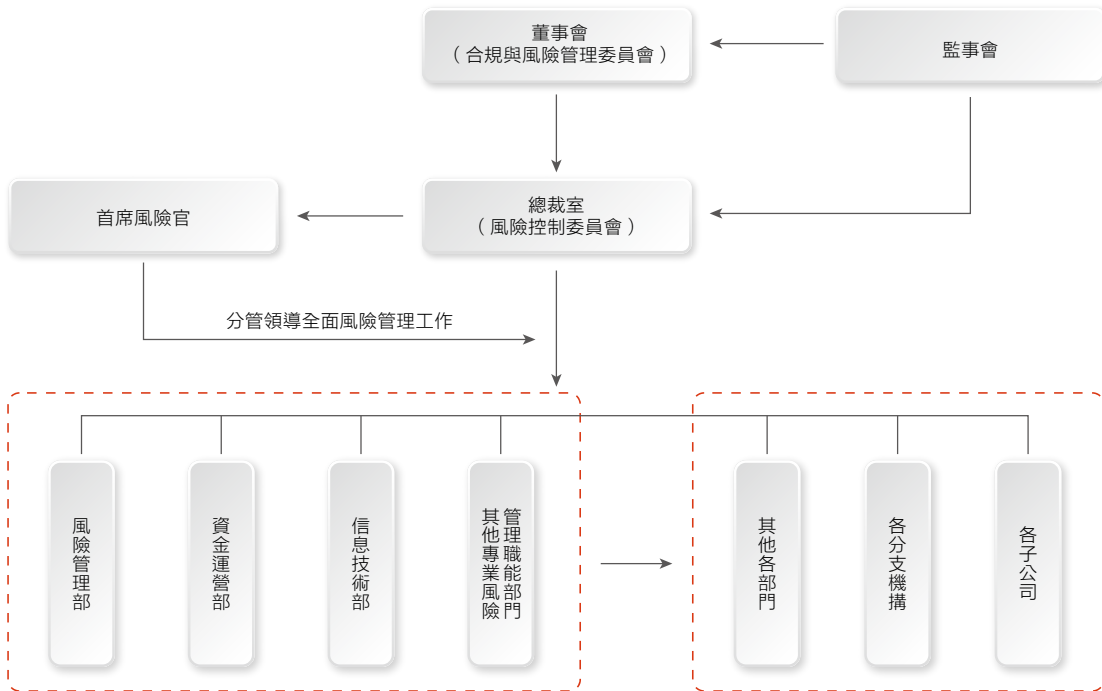 董事會
（合規與風險管理委員會）
監事會
首席風險官
總裁室
（風險控制委員會）
分管領導全面風險管理工作
風險管理部
資金運營部
信息技術部
其他專業風險
管理職能部門
其他各部門
各分支機構
各子公司